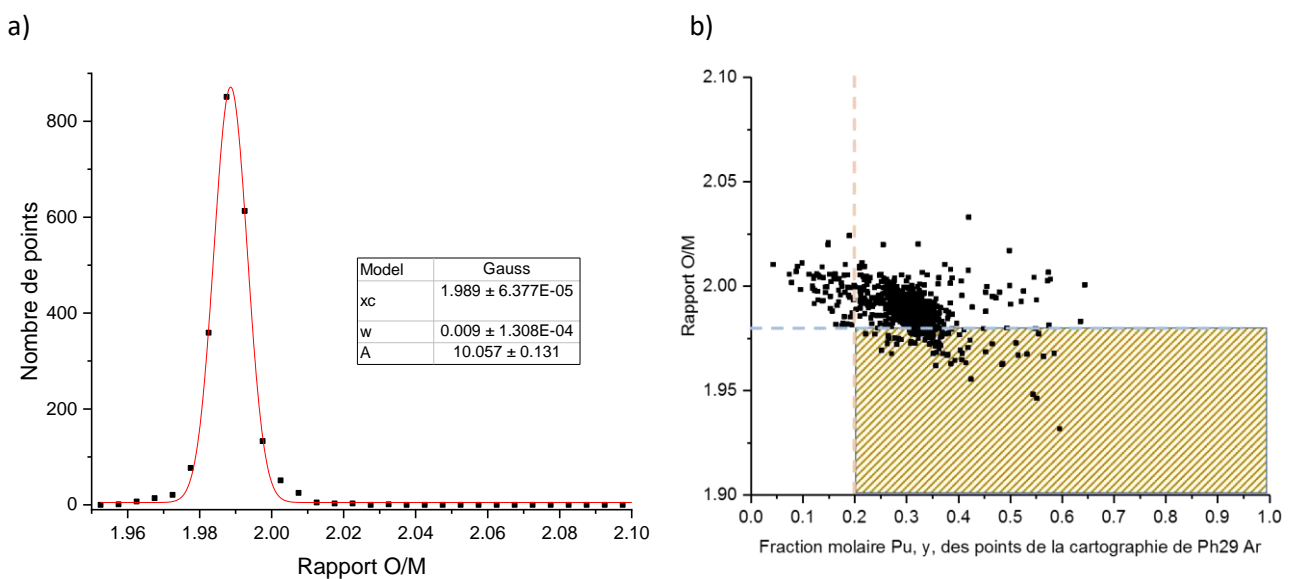 a)
Nombre de points
800
600
400
200
0
1.96 1.98 2.00 2.02 2.04 2.06 2.08 2.10
Rapport O/M
Model Gauss
xc 1.989 ± 6.377E-05
w 0.009 ± 1.308E-04
A 10.057 ± 0.131
b)
Rapport O/M
2.10
2.05
2.00
1.95
1.90
0.0 0.1 0.2 0.3 0.4 0.5 0.6 0.7 0.8 0.9 1.0
Fraction molaire Pu, y, des points de la cartographie de Ph29 Ar